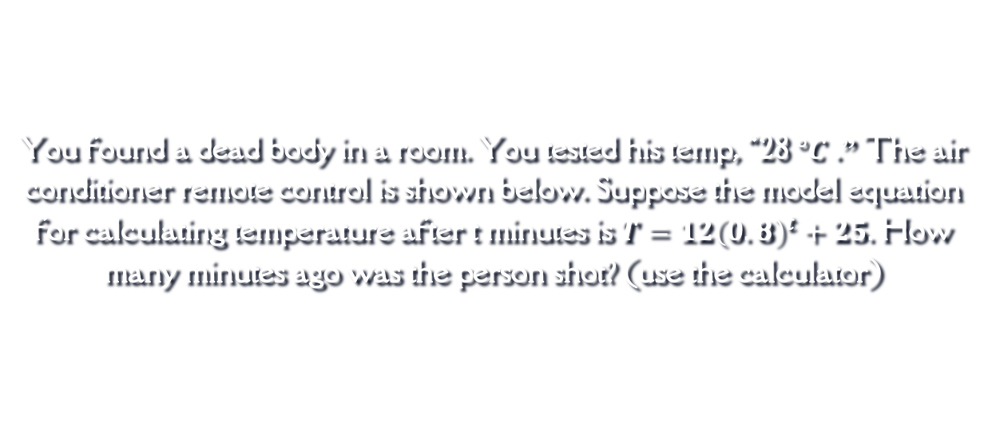 You found a dead body in a room. You tested his temp, “28 °C .” The air
conditioner remote control is shown below. Suppose the model equation
for calculating temperature after t minutes is T = 12(0.8)^t + 25. How
many minutes ago was the person shot? (use the calculator)